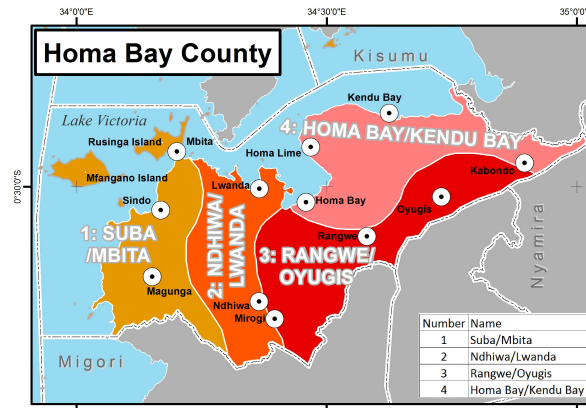 34°0'0"E
34°30'0"E
35°0'
Homa Bay County
Kisumu
Kendu Bay
Lake Victoria
Rusinga Island
Mbita
4: HOMA BAY/KENDU BAY
Homa Lime
Kabondo
Mfangano Island
Lwanda
0°30'0"S
Sindo
Homa Bay
Oyugis
1: SUBA
/MBITA
2: NDHIWA/
LWANDA
Rangwe
3: RANGWE/
OYUGIS
Nyamira
Magunga
Ndhiwa
Mirogi
Migori
Number Name
1 Suba/Mbita
2 Ndhiwa/Lwanda
3 Rangwe/Oyugis
4 Homa Bay/Kendu Bay